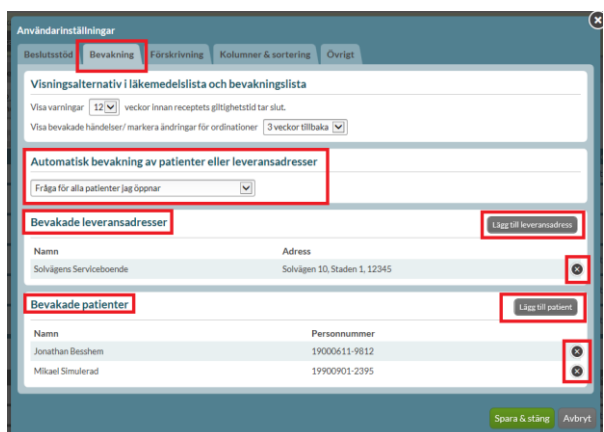 Användarinställningar
Beslutsstöd Bevakning Förskrivning Kolumner & sortering Övrigt
Visningsalternativ i läkemedelslista och bevakningslista
Visa varningar 12 veckor innan receptets giltighetstid tar slut.
Visa bevakade händelser/ markera ändringar för ordinationer 3 veckor tillbaka
Automatisk bevakning av patienter eller leveransadresser
Fråga för alla patienter jag öppnar
Bevakade leveransadresser Lägg till leveransadress
Namn Adress
Solvägens Serviceboende Solvägen 10, Staden 1, 12345
Bevakade patienter Lägg till patient
Namn Personnummer
Jonathan Besshem 19000611-9812
Mikael Simulerad 19900901-2395
Spara & stäng Avbryt